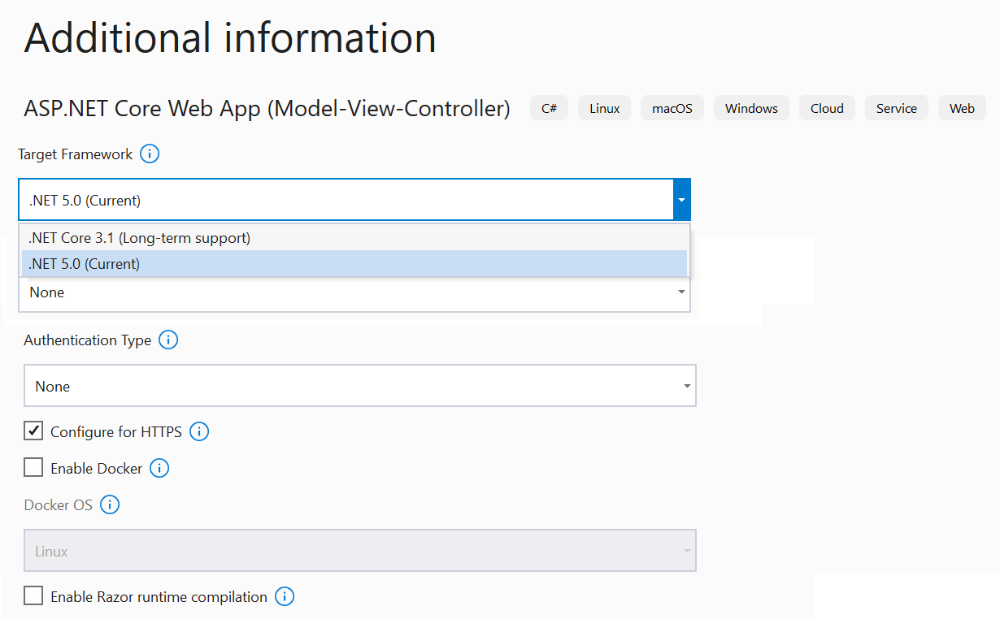 Additional information
ASP.NET Core Web App (Model-View-Controller) C# Linux macOS Windows Cloud Service Web
Target Framework
.NET 5.0 (Current)
.NET Core 3.1 (Long-term support)
.NET 5.0 (Current)
None
Authentication Type
None
Configure for HTTPS
Enable Docker
Docker OS
Linux
Enable Razor runtime compilation